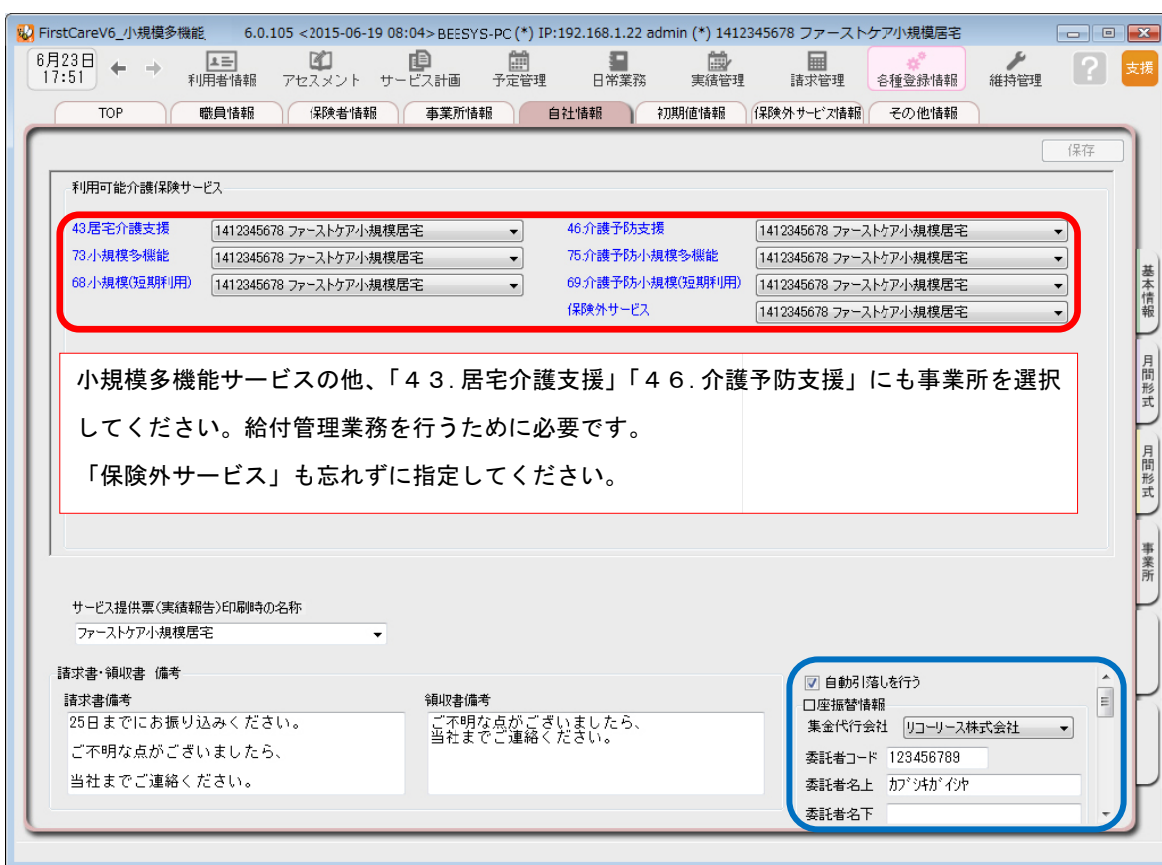 FirstCareV6_小規模多機能 6.0.105 <2015-06-19 08:04> BEESYS-PC (*) IP:192.168.1.22 admin (*) 1412345678 ファーストケア小規模居宅
6月23日
17:51
利用者情報 アセスメント サービス計画 予定管理 日常業務 実績管理 請求管理 各種登録情報 維持管理 ? 支援
TOP 職員情報 保険者情報 事業所情報 自社情報 初期値情報 保険外サービス情報 その他情報
保存
利用可能介護保険サービス
43.居宅介護支援 1412345678 ファーストケア小規模居宅 46.介護予防支援 1412345678 ファーストケア小規模居宅
73.小規模多機能 1412345678 ファーストケア小規模居宅 75.介護予防小規模多機能 1412345678 ファーストケア小規模居宅
68.小規模(短期利用) 1412345678 ファーストケア小規模居宅 69.介護予防小規模(短期利用) 1412345678 ファーストケア小規模居宅
保険外サービス 1412345678 ファーストケア小規模居宅
小規模多機能サービスの他、「４３.居宅介護支援」「４６.介護予防支援」にも事業所を選択
してください。給付管理業務を行うために必要です。
「保険外サービス」も忘れずに指定してください。
基本情報
月間形式
月間形式
事業所
サービス提供票(実績報告)印刷時の名称
ファーストケア小規模居宅
請求書・領収書 備考
請求書備考
25日までにお振り込みください。
ご不明な点がございましたら、
当社までご連絡ください。
領収書備考
ご不明な点がございましたら、
当社までご連絡ください。
自動引落しを行う
口座振替情報
集金代行会社 リコーリース株式会社
委託者コード 123456789
委託者名上 ｶﾌﾞｼｷｶﾞｲｼﾔ
委託者名下